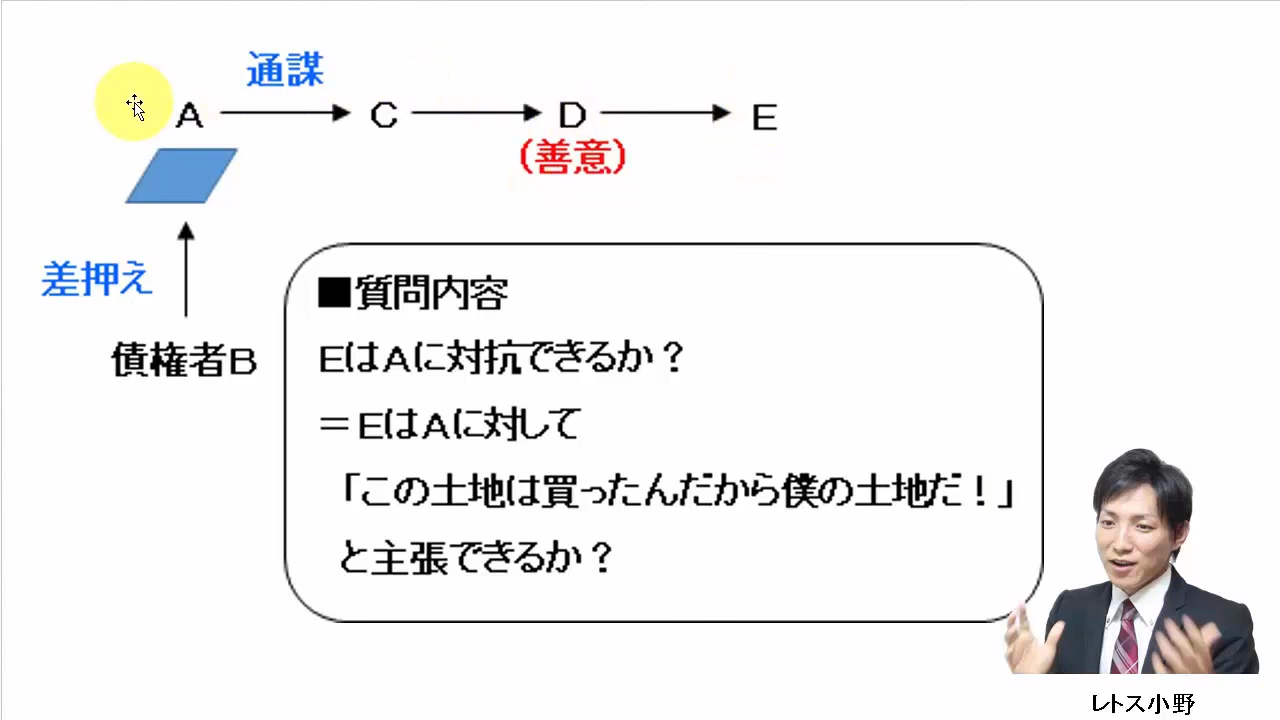 通謀
A C D E
(善意)
差押え
債権者B
■質問内容
EはAに対抗できるか？
＝EはAに対して
「この土地は買ったんだから僕の土地だ！」
と主張できるか？
レトス小野